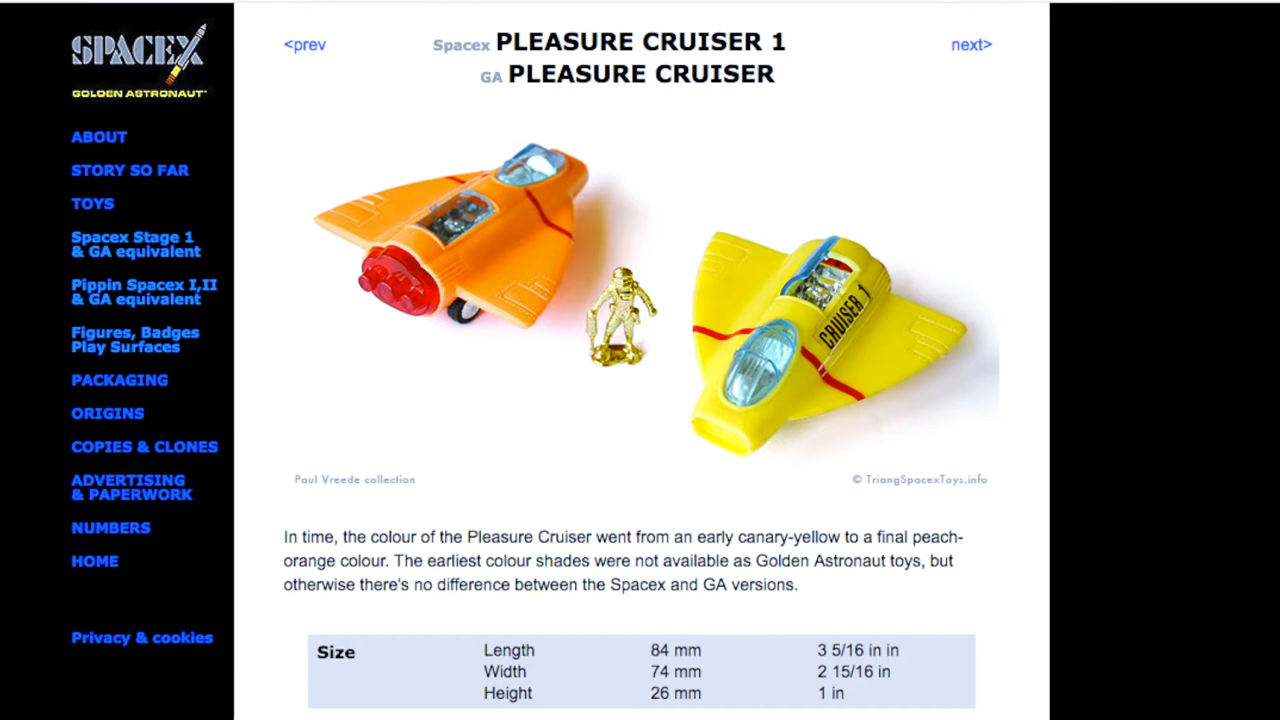 SPACEX
GOLDEN ASTRONAUT
ABOUT
STORY SO FAR
TOYS
Spacex Stage 1
& GA equivalent
Pippin Spacex I,II
& GA equivalent
Figures, Badges
Play Surfaces
PACKAGING
ORIGINS
COPIES & CLONES
ADVERTISING
& PAPERWORK
NUMBERS
HOME
Privacy & cookies
<prev
Spacex PLEASURE CRUISER 1
next>
GA PLEASURE CRUISER
CRUISER 1
Paul Vreede collection
© TriangSpacexToys.info
In time, the colour of the Pleasure Cruiser went from an early canary-yellow to a final peach-
orange colour. The earliest colour shades were not available as Golden Astronaut toys, but
otherwise there's no difference between the Spacex and GA versions.
Size Length 84 mm 3 5/16 in in
Width 74 mm 2 15/16 in
Height 26 mm 1 in